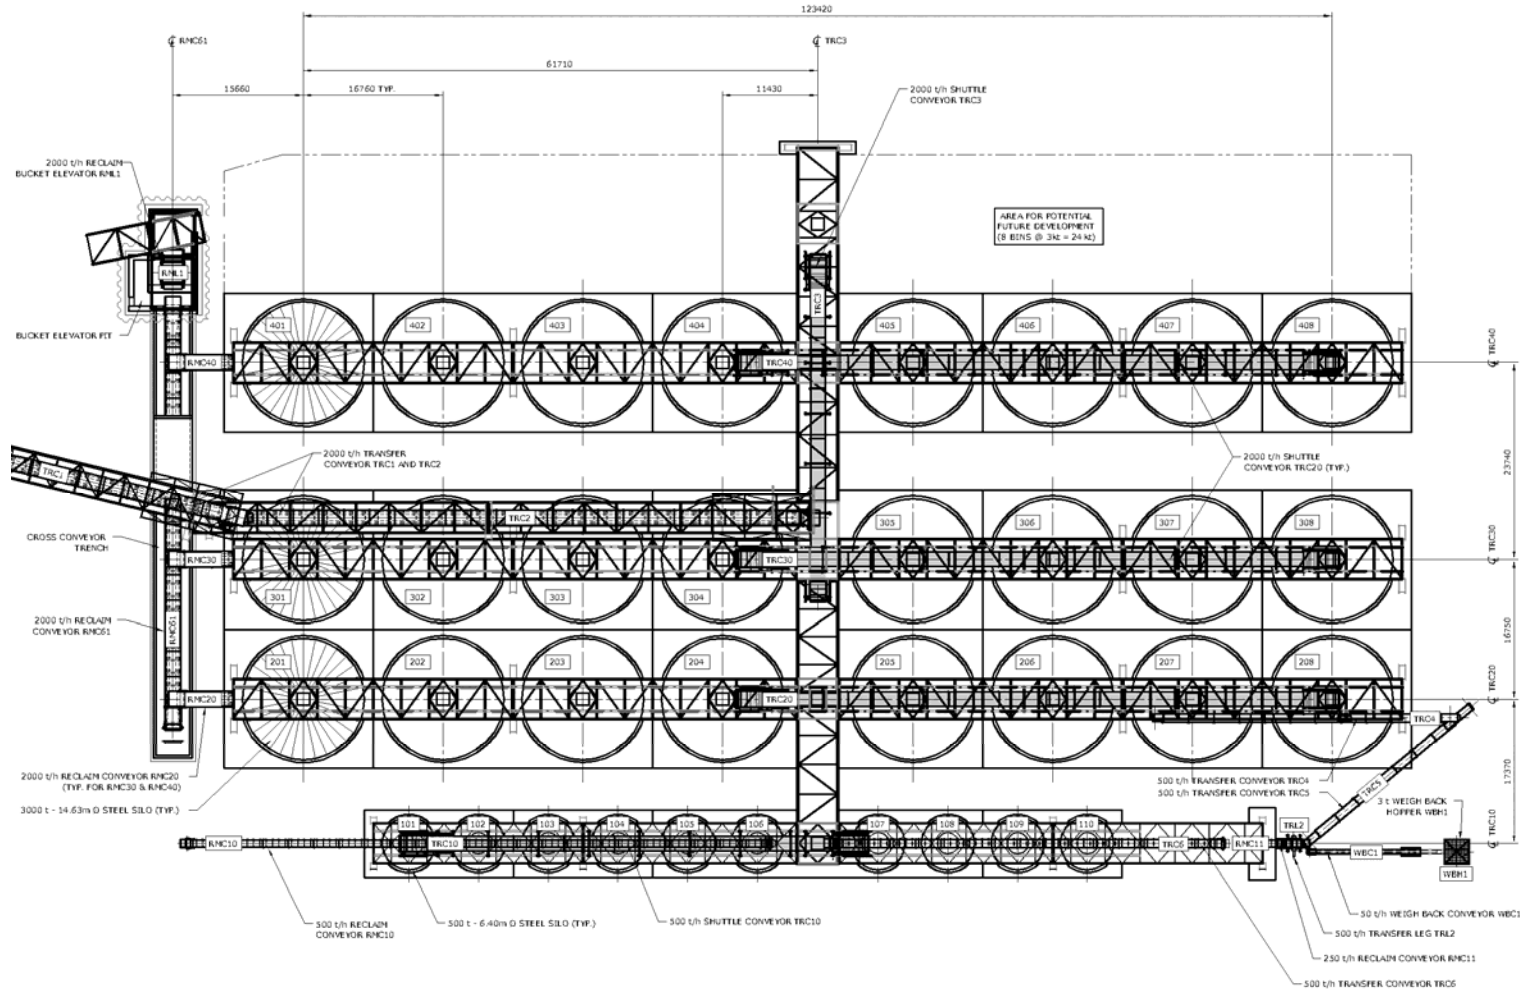 123420
℄ RMC61
℄ TRC3
61710
15660
16760 TYP.
11430
2000 t/h SHUTTLE
CONVEYOR TRC3
2000 t/h RECLAIM
BUCKET ELEVATOR RML1
AREA FOR POTENTIAL
FUTURE DEVELOPMENT
(8 BINS @ 3kt = 24 kt)
RML1
TRC3
BUCKET ELEVATOR PIT
401
402
403
404
405
406
407
408
RMC40
TRC40
℄ TRC40
2000 t/h TRANSFER
CONVEYOR TRC1 AND TRC2
2000 t/h SHUTTLE
CONVEYOR TRC20 (TYP.)
23740
TRC1
TRC2
305
306
307
308
CROSS CONVEYOR
TRENCH
RMC30
TRC30
℄ TRC30
301
302
303
304
2000 t/h RECLAIM
CONVEYOR RMC61
RMC61
16750
201
202
203
204
205
206
207
208
RMC20
TRC20
℄ TRC20
TRC4
2000 t/h RECLAIM CONVEYOR RMC20
(TYP. FOR RMC30 & RMC40)
500 t/h TRANSFER CONVEYOR TRC4
500 t/h TRANSFER CONVEYOR TRC5
TRC5
17370
3000 t - 14.63m D STEEL SILO (TYP.)
3 t WEIGH BACK
HOPPER WBH1
101
102
103
104
105
106
107
108
109
110
TRL2
℄ TRC10
RMC10
TRC10
TRC6
RMC11
WBC1
WBH1
500 t/h RECLAIM
CONVEYOR RMC10
500 t - 6.40m D STEEL SILO (TYP.)
500 t/h SHUTTLE CONVEYOR TRC10
50 t/h WEIGH BACK CONVEYOR WBC1
500 t/h TRANSFER LEG TRL2
250 t/h RECLAIM CONVEYOR RMC11
500 t/h TRANSFER CONVEYOR TRC6